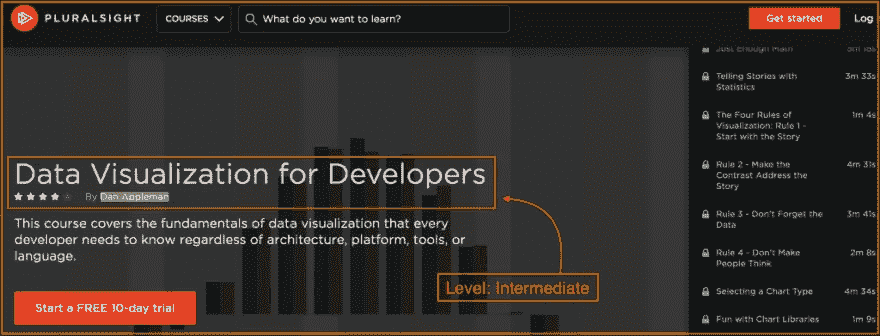 PLURALSIGHT
COURSES
What do you want to learn?
Get started
Log
Just Enough Math
Telling Stories with
Statistics
3m 33s
The Four Rules of
Visualization: Rule 1 -
Start with the Story
1m 4s
Rule 2 - Make the
Contrast Address the
Story
4m 31s
Rule 3 - Don't Forget the
Data
3m 41s
Rule 4 - Don't Make
People Think
2m 8s
Selecting a Chart Type
4m 34s
Fun with Chart Libraries
1m 9s
Data Visualization for Developers
By Dan Appleman
This course covers the fundamentals of data visualization that every
developer needs to know regardless of architecture, platform, tools, or
language.
Level: Intermediate
Start a FREE 10-day trial